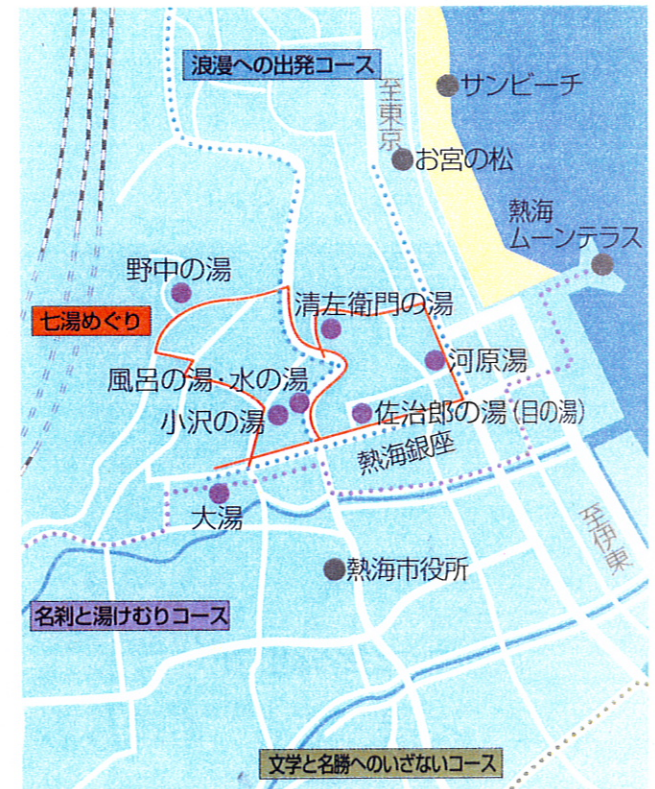 浪漫への出発コース
サンビーチ
至東京
お宮の松
熱海
ムーンテラス
野中の湯
清左衛門の湯
七湯めぐり
河原湯
風呂の湯・水の湯
小沢の湯
佐治郎の湯(目の湯)
熱海銀座
大湯
至伊東
熱海市役所
名刹と湯けむりコース
文学と名勝へのいざないコース